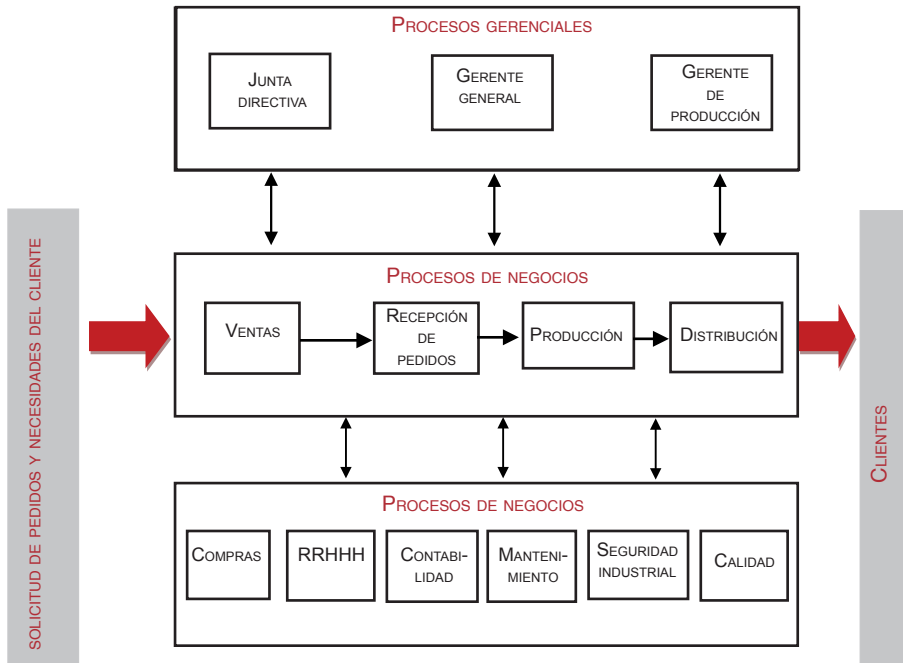 Procesos gerenciales
Junta
directiva
Gerente
general
Gerente
de
producción
solicitud de pedidos y necesidades del cliente
Procesos de negocios
Ventas
Recepción
de
pedidos
Producción
Distribución
Clientes
Procesos de negocios
Compras
RRHHH
Contabi-
lidad
Manteni-
miento
Seguridad
industrial
Calidad